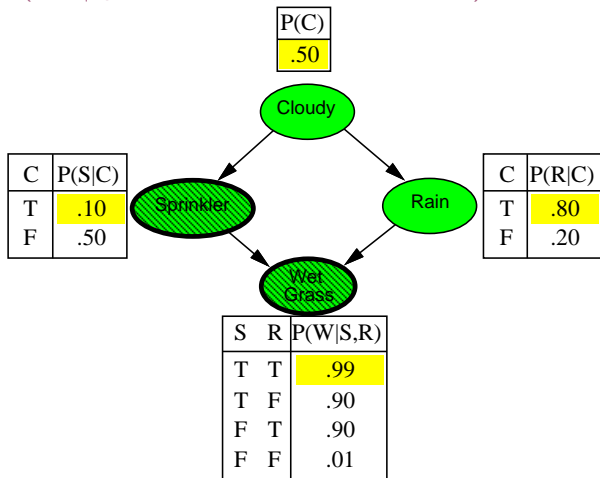 P(C)
.50
Cloudy
C P(S|C)
T .10
F .50
Sprinkler
Rain
C P(R|C)
T .80
F .20
Wet
Grass
S R P(W|S,R)
T T .99
T F .90
F T .90
F F .01